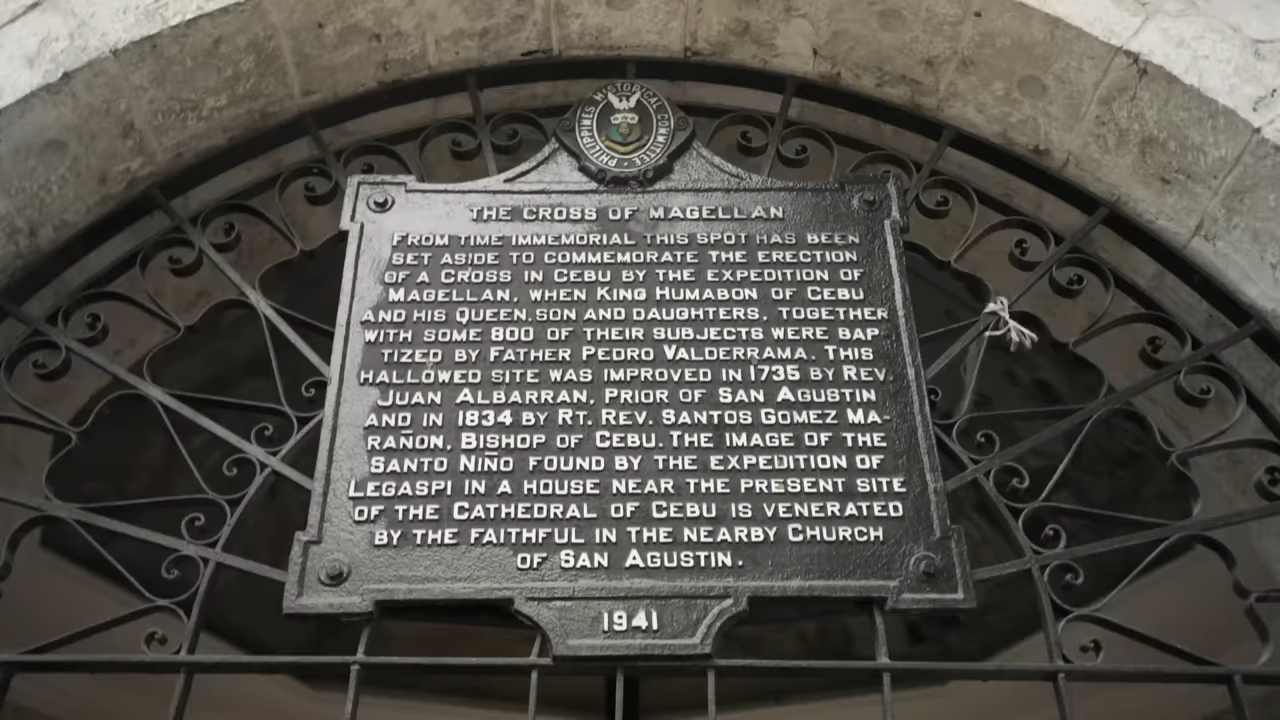 PHILIPPINES HISTORICAL COMMITTEE
THE CROSS OF MAGELLAN
FROM TIME IMMEMORIAL THIS SPOT HAS BEEN
SET ASIDE TO COMMEMORATE THE ERECTION
OF A CROSS IN CEBU BY THE EXPEDITION OF
MAGELLAN, WHEN KING HUMABON OF CEBU
AND HIS QUEEN, SON AND DAUGHTERS, TOGETHER
WITH SOME 800 OF THEIR SUBJECTS WERE BAP
TIZED BY FATHER PEDRO VALDERRAMA. THIS
HALLOWED SITE WAS IMPROVED IN 1735 BY REV.
JUAN ALBARRAN, PRIOR OF SAN AGUSTIN
AND IN 1834 BY RT. REV. SANTOS GOMEZ MA-
RAÑON, BISHOP OF CEBU. THE IMAGE OF THE
SANTO NIÑO FOUND BY THE EXPEDITION OF
LEGASPI IN A HOUSE NEAR THE PRESENT SITE
OF THE CATHEDRAL OF CEBU IS VENERATED
BY THE FAITHFUL IN THE NEARBY CHURCH
OF SAN AGUSTIN.
1941